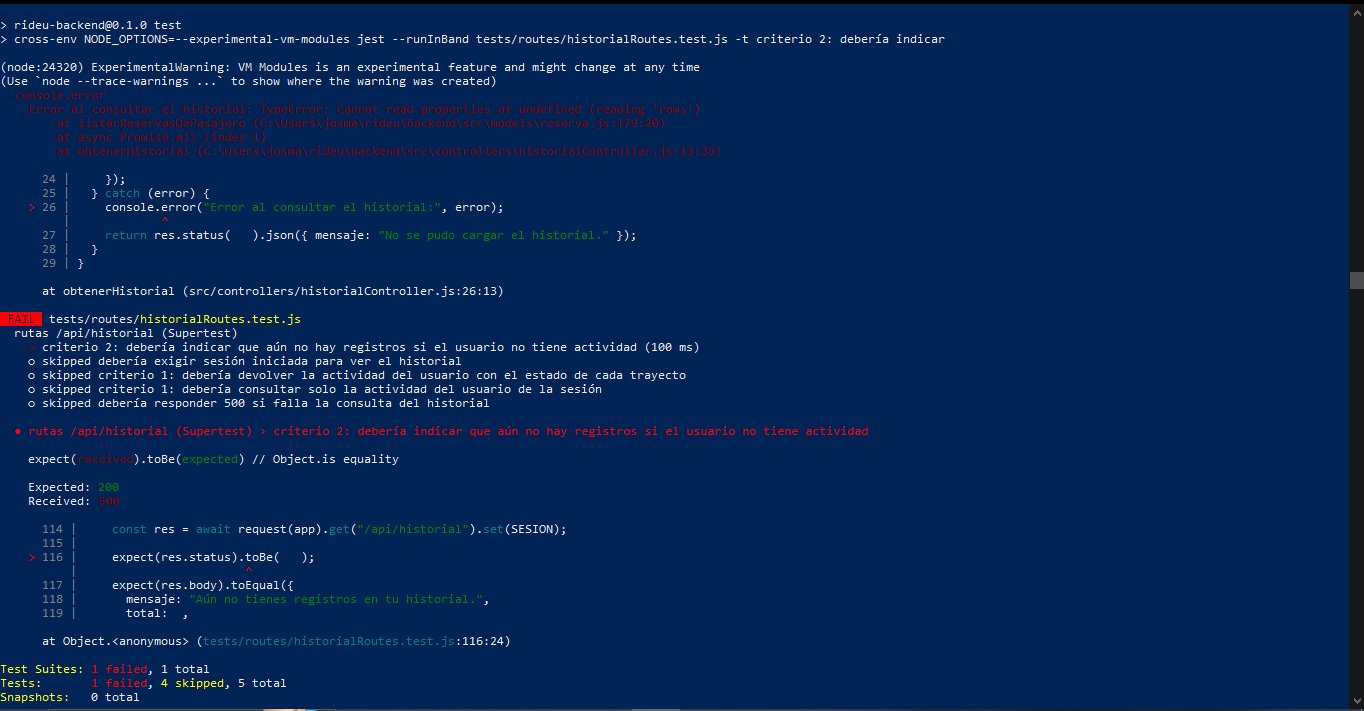 > rideu-backend@0.1.0 test
> cross-env NODE_OPTIONS=--experimental-vm-modules jest --runInBand tests/routes/historialRoutes.test.js -t criterio 2: debería indicar
(node:24320) ExperimentalWarning: VM Modules is an experimental feature and might change at any time
(Use `node --trace-warnings ...` to show where the warning was created)
console.error
Error al consultar el historial: TypeError: Cannot read properties of undefined (reading 'rows')
at listarReservasDePasajero (C:\Users\josma\rideu\backend\src\models\reserva.js:179:20)
at async Promise.all (index 1)
at obtenerHistorial (C:\Users\josma\rideu\backend\src\controllers\historialController.js:13:35)
24 |     });
25 |   } catch (error) {
> 26 |     console.error("Error al consultar el historial:", error);
|             ^
27 |     return res.status(   ).json({ mensaje: "No se pudo cargar el historial." });
28 |   }
29 | }
at obtenerHistorial (src/controllers/historialController.js:26:13)
FAIL tests/routes/historialRoutes.test.js
rutas /api/historial (Supertest)
× criterio 2: debería indicar que aún no hay registros si el usuario no tiene actividad (100 ms)
o skipped debería exigir sesión iniciada para ver el historial
o skipped criterio 1: debería devolver la actividad del usuario con el estado de cada trayecto
o skipped criterio 1: debería consultar solo la actividad del usuario de la sesión
o skipped debería responder 500 si falla la consulta del historial
● rutas /api/historial (Supertest) › criterio 2: debería indicar que aún no hay registros si el usuario no tiene actividad
expect(received).toBe(expected) // Object.is equality
Expected: 200
Received: 500
114 |     const res = await request(app).get("/api/historial").set(SESION);
115 |
> 116 |     expect(res.status).toBe(   );
|                        ^
117 |     expect(res.body).toEqual({
118 |       mensaje: "Aún no tienes registros en tu historial.",
119 |       total:  ,
at Object.<anonymous> (tests/routes/historialRoutes.test.js:116:24)
Test Suites: 1 failed, 1 total
Tests:       1 failed, 4 skipped, 5 total
Snapshots:   0 total